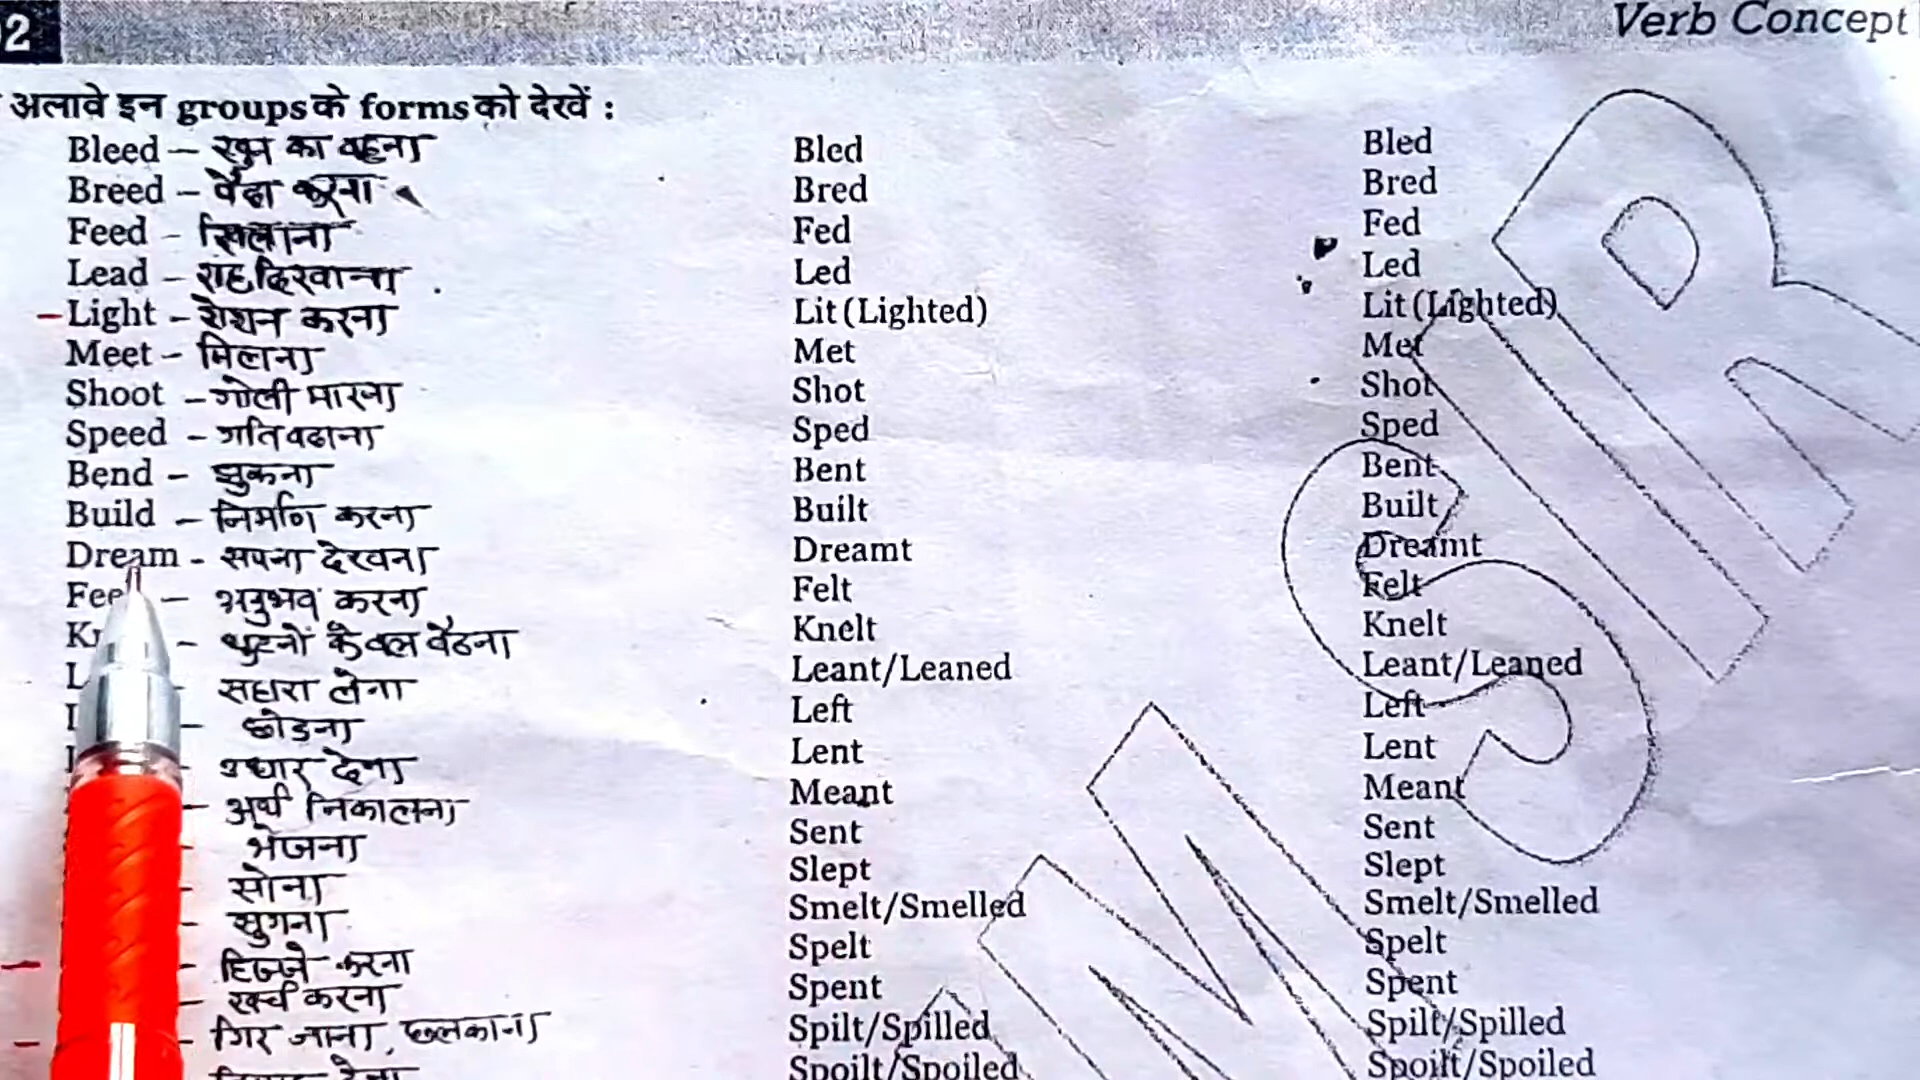 02 Verb Concept
अलावे इन groups के forms को देखें :
Bleed – खून का बहना Bled Bled
Breed – पैदा करना Bred Bred
Feed – खिलाना Fed Fed
Lead – राह दिखाना Led Led
Light – रोशन करना Lit (Lighted) Lit (Lighted)
Meet – मिलना Met Met
Shoot – गोली मारना Shot Shot
Speed – गति बढाना Sped Sped
Bend – झुकना Bent Bent
Build – निर्माण करना Built Built
Dream – सपना देखना Dreamt Dreamt
Fee – अनुभव करना Felt Felt
K – घुटनों के बल बैठना Knelt Knelt
L – सहारा लेना Leant/Leaned Leant/Leaned
– छोडना Left Left
– उधार देना Lent Lent
– अर्थ निकालना Meant Meant
– भेजना Sent Sent
– सोना Slept Slept
– सुगना Smelt/Smelled Smelt/Smelled
– हिज्जे करना Spelt Spelt
– खर्च करना Spent Spent
– गिर जाना, छलकाना Spilt/Spilled Spilt/Spilled
Spoilt/Spoiled Spoilt/Spoiled
M SIR